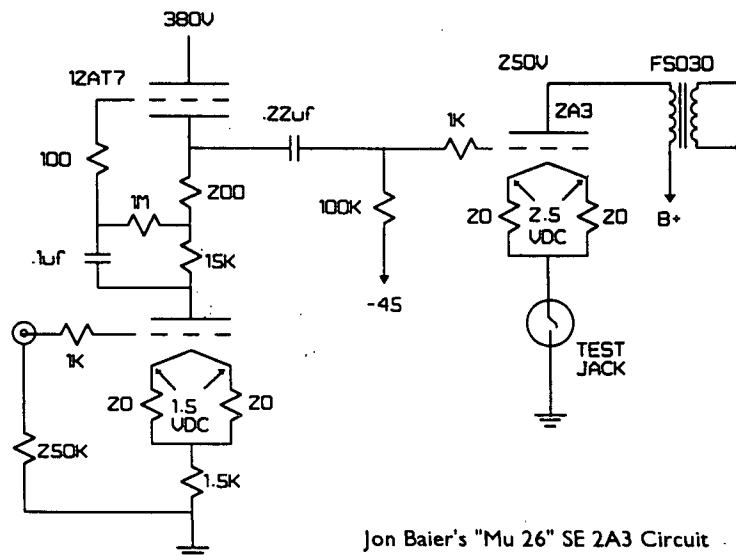 380V
12AT7
100
1M
200
.1uf
15K
.22uf
100K
-45
1K
250V
2A3
FS030
B+
20
2.5
VDC
20
TEST
JACK
1K
20
1.5
VDC
20
250K
1.5K
Jon Baier's "Mu 26" SE 2A3 Circuit